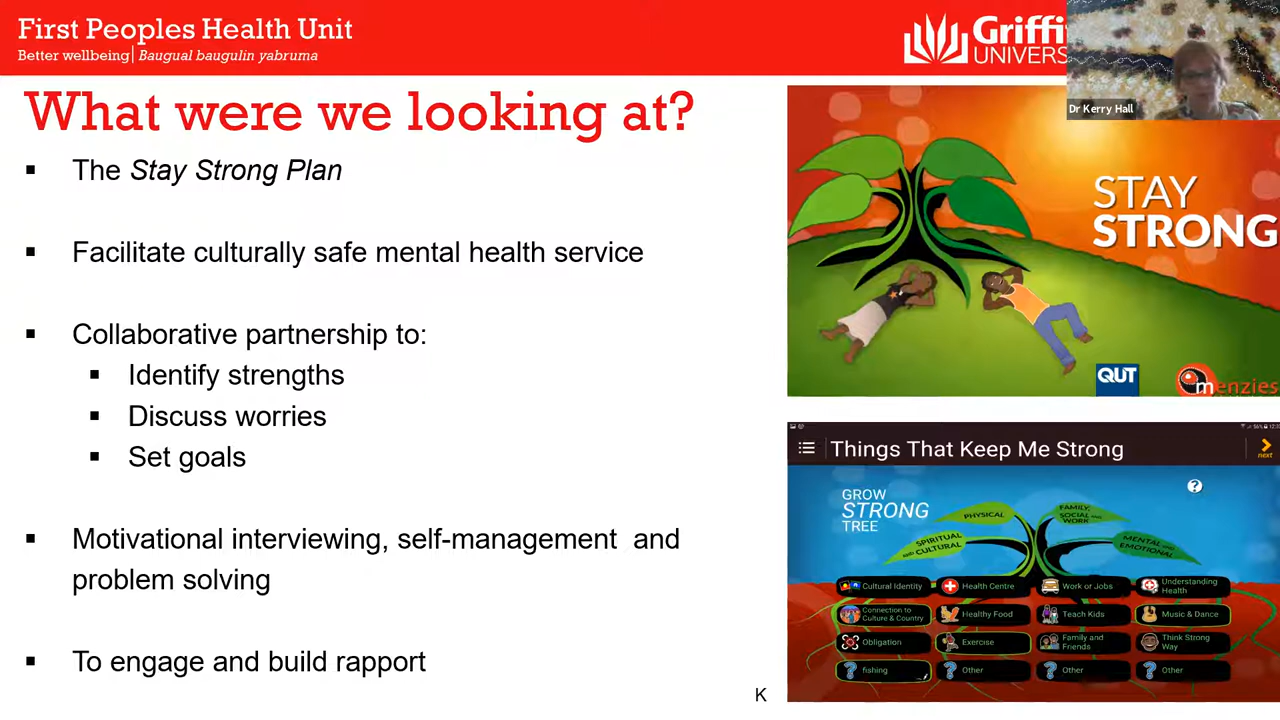 First Peoples Health Unit
Better wellbeing| Baugual baugulin yabruma
Griffi
UNIVERS
Dr Kerry Hall
What were we looking at?
▪ The Stay Strong Plan
▪ Facilitate culturally safe mental health service
▪ Collaborative partnership to:
▪ Identify strengths
▪ Discuss worries
▪ Set goals
▪ Motivational interviewing, self-management and
problem solving
▪ To engage and build rapport
K
STAY
STRONG
QUT
menzies
Things That Keep Me Strong
next
?
GROW
STRONG
TREE
SPIRITUAL
AND CULTURAL
PHYSICAL
FAMILY,
SOCIAL AND
WORK
MENTAL AND
EMOTIONAL
Cultural Identity
Health Centre
Work or Jobs
Understanding
Health
Connection to
Culture & Country
Healthy Food
Teach Kids
Music & Dance
Obligation
Exercise
Family and
Friends
Think Strong
Way
fishing
Other
Other
Other